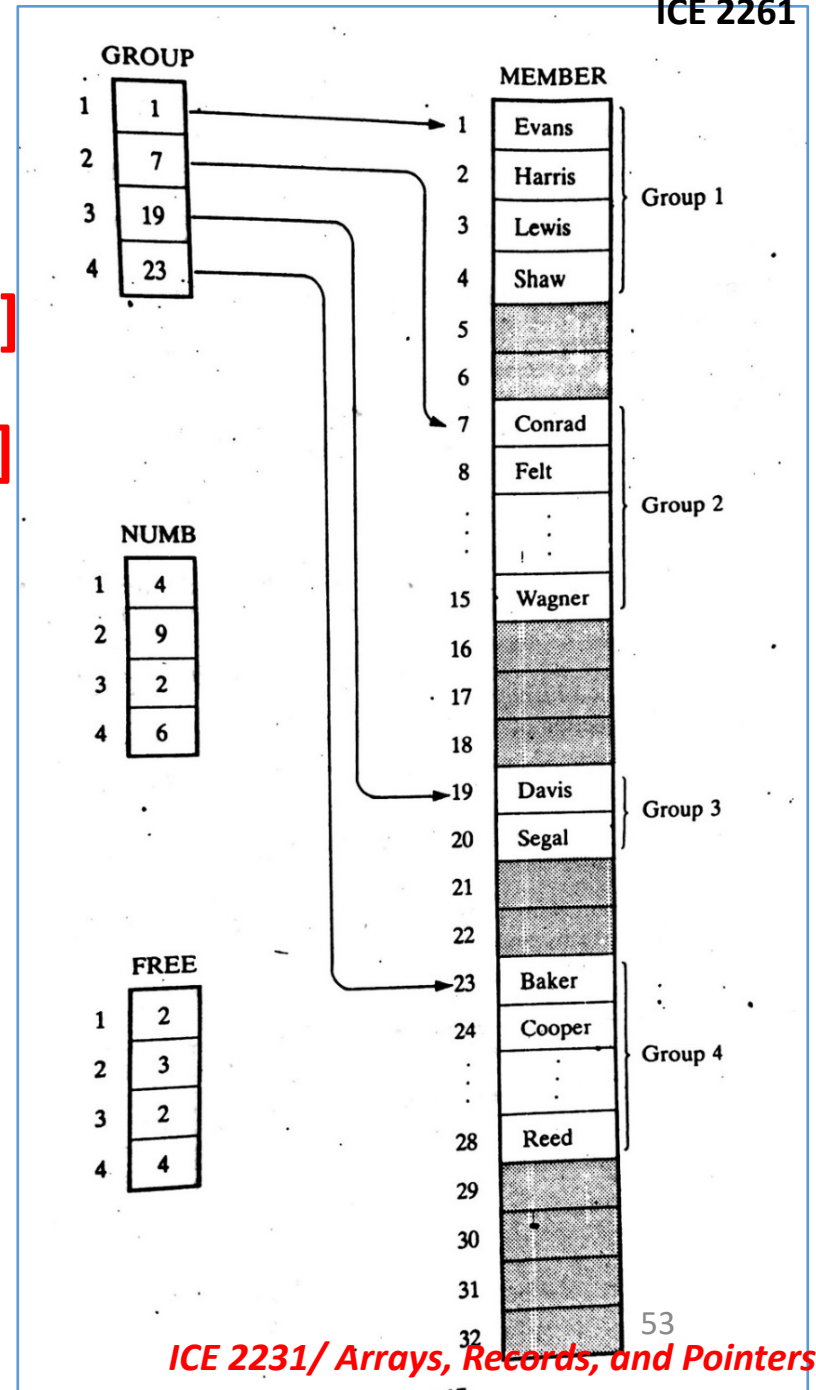 ICE 2261
GROUP
1 1
2 7
3 19
4 23
]
]
NUMB
1 4
2 9
3 2
4 6
FREE
1 2
2 3
3 2
4 4
MEMBER
1 Evans
2 Harris
3 Lewis
4 Shaw
Group 1
5
6
7 Conrad
8 Felt
. .
. .
. .
15 Wagner
Group 2
16
17
18
19 Davis
20 Segal
Group 3
21
22
23 Baker
24 Cooper
. .
. .
. .
28 Reed
Group 4
29
30
31
32
53
ICE 2231/ Arrays, Records, and Pointers